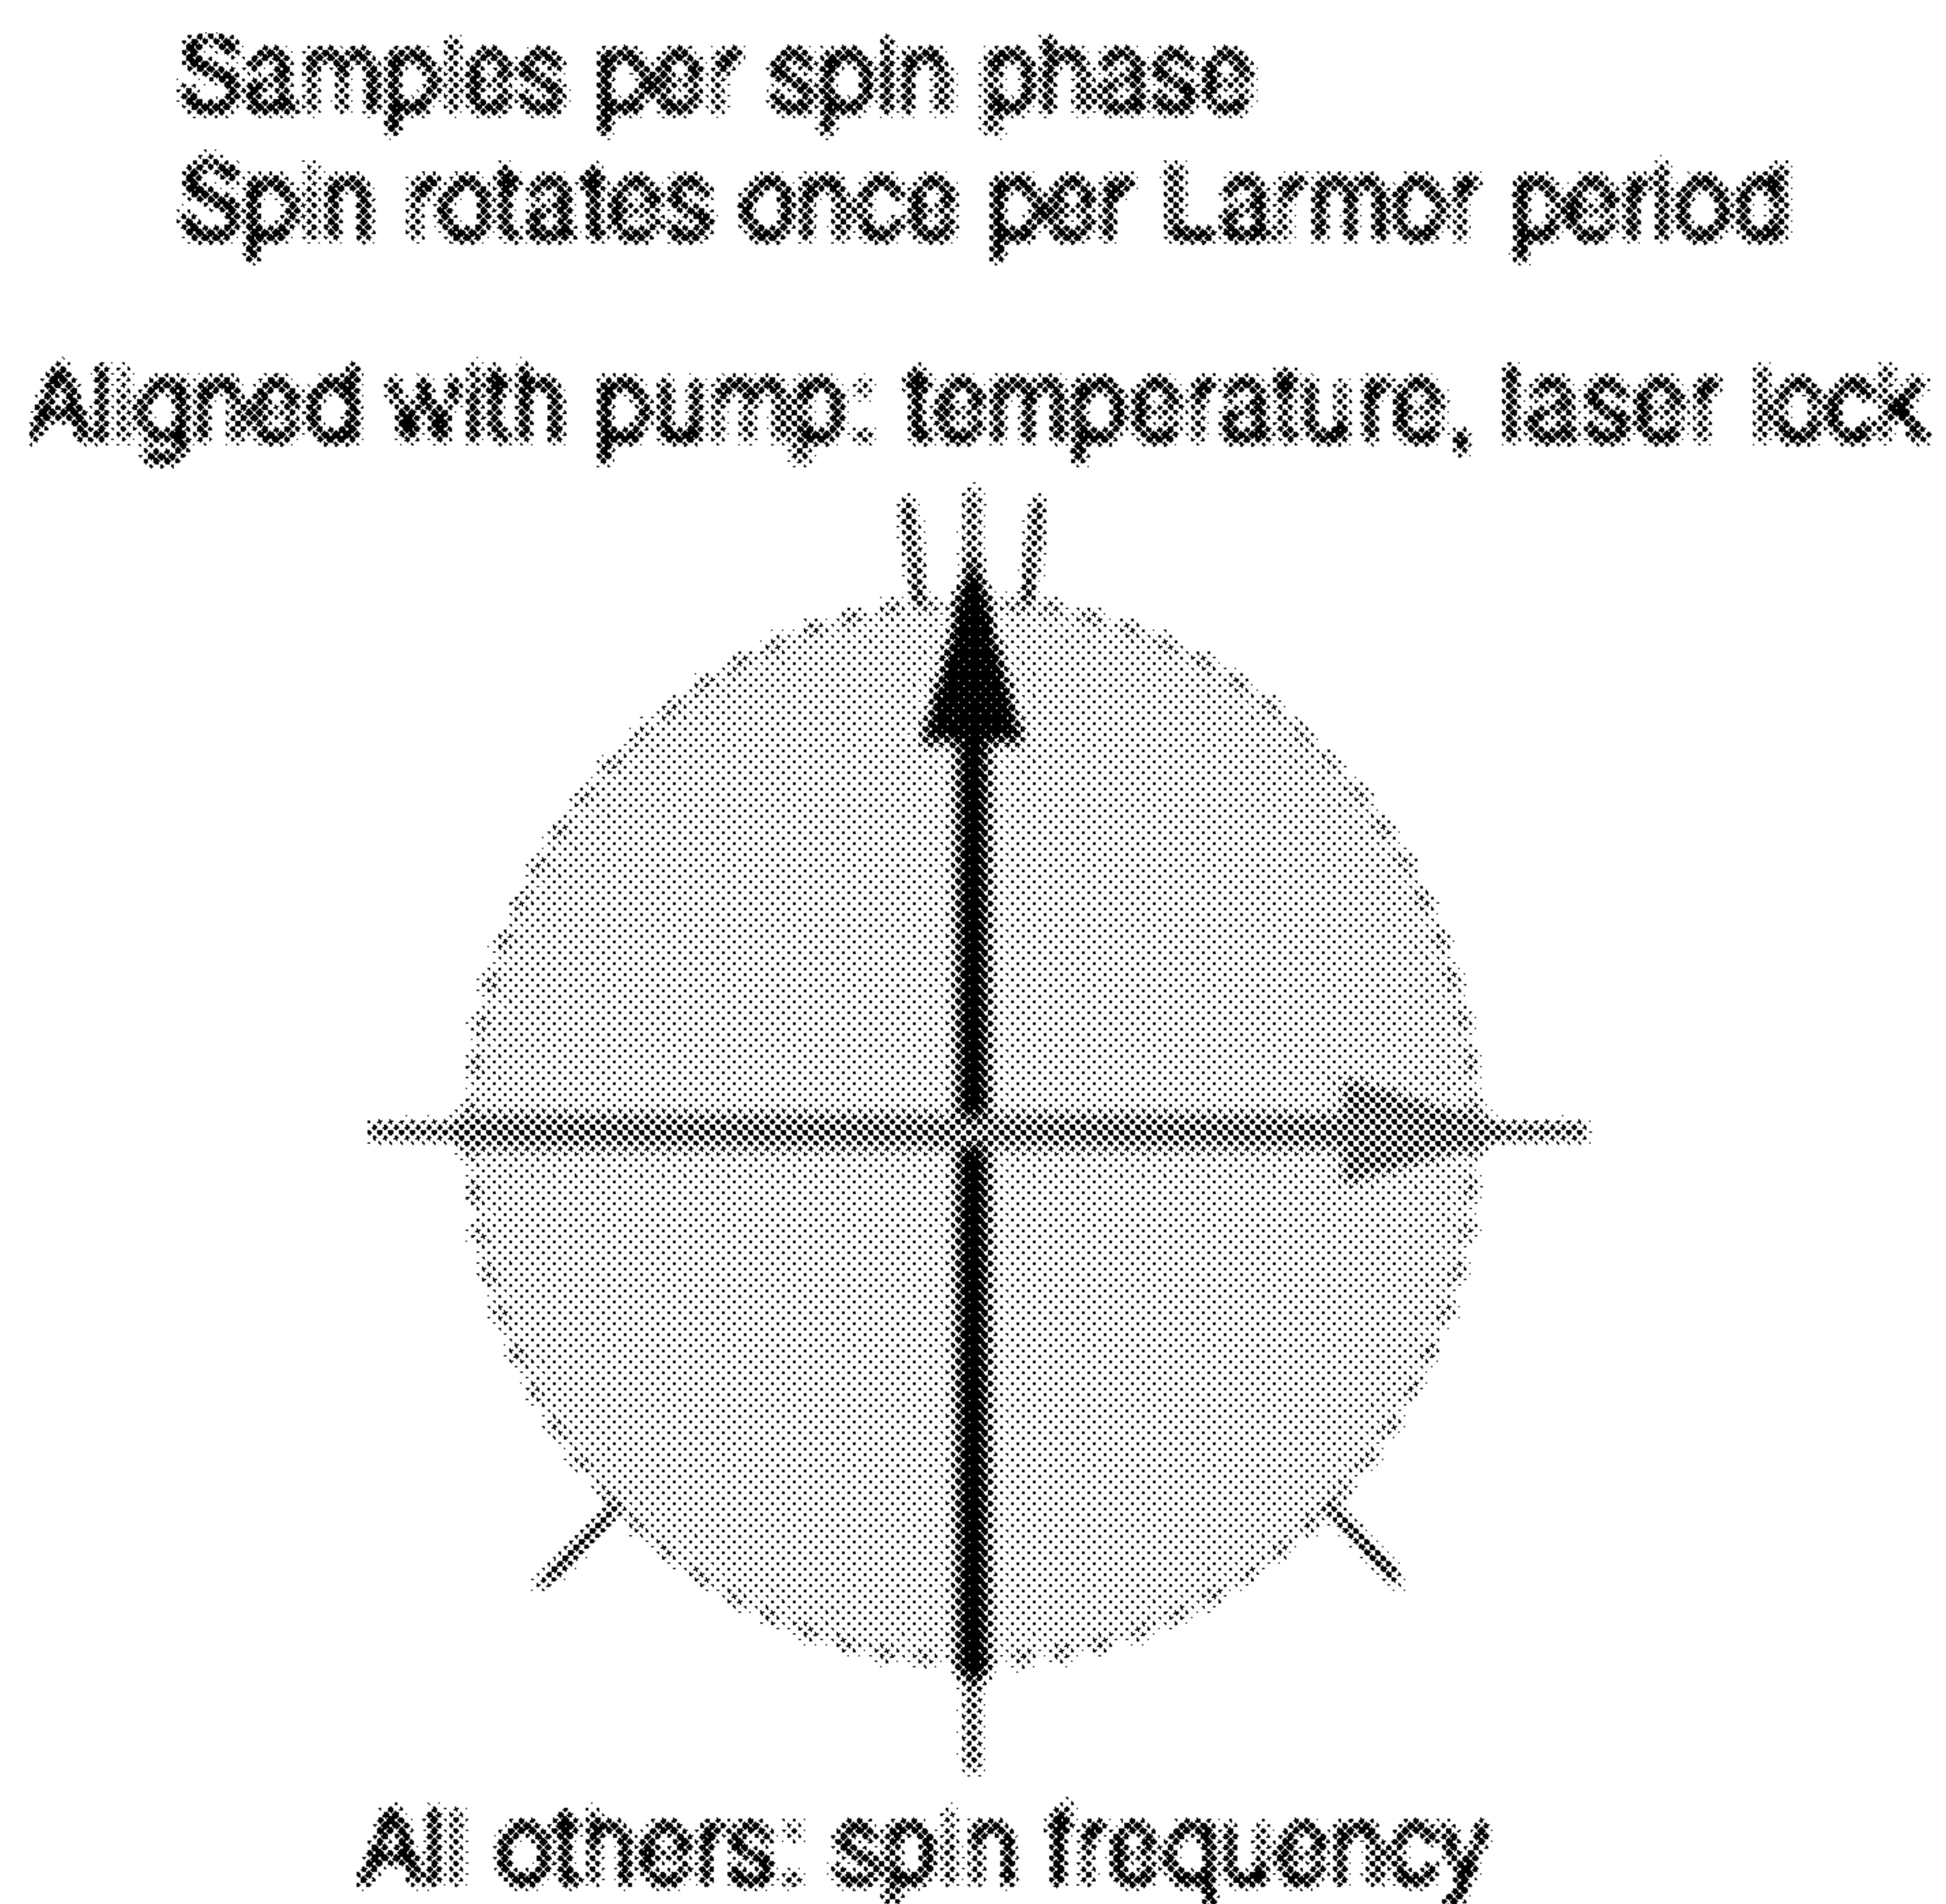 Samples per spin phase
Spin rotates once per Larmor period
Aligned with pump: temperature, laser lock
All others: spin frequency